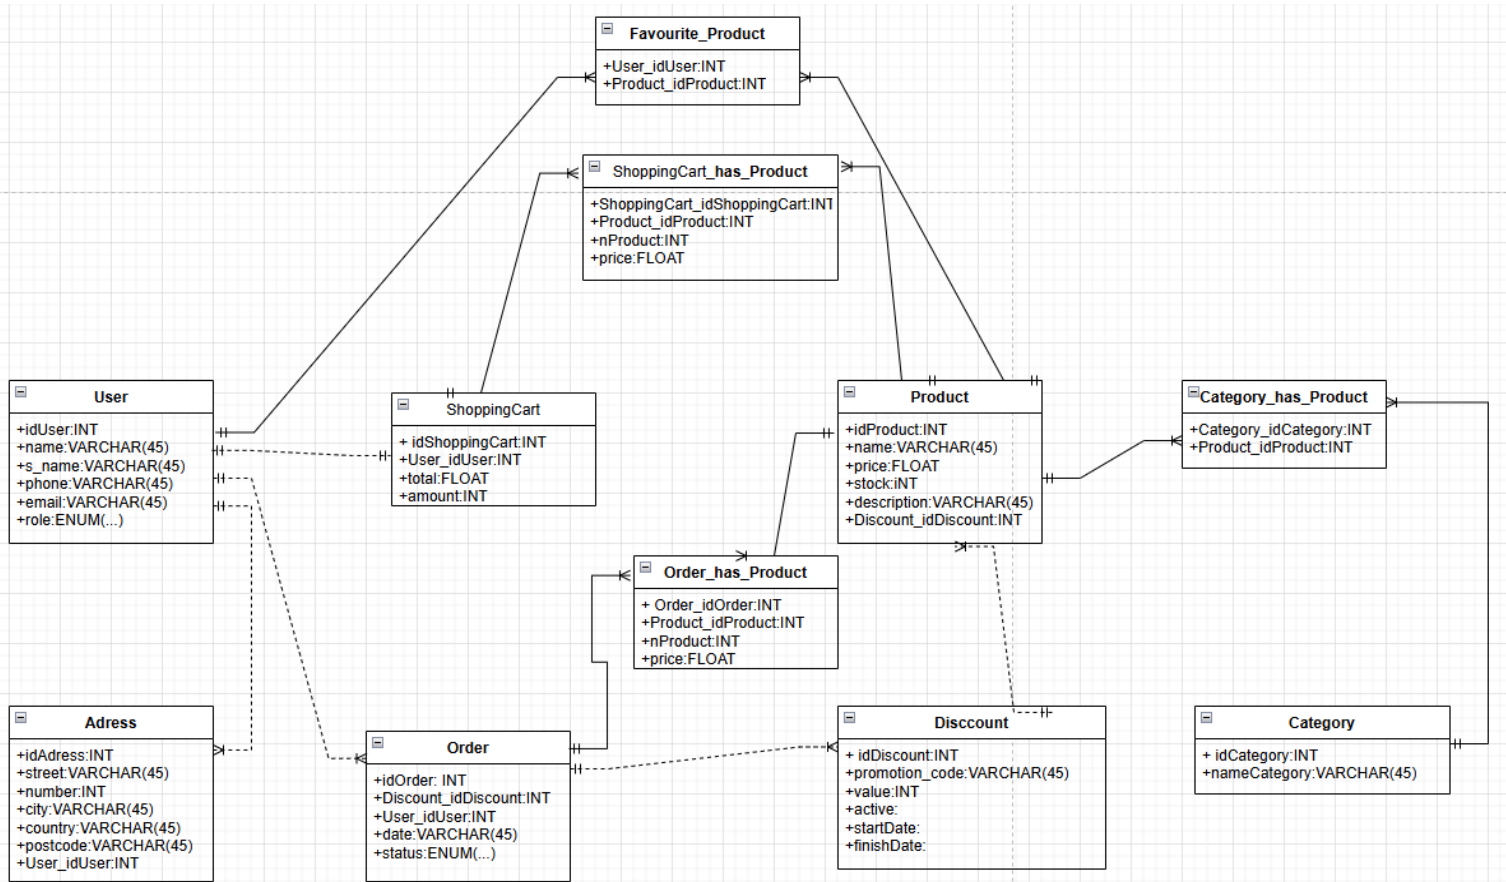 Favourite_Product
+User_idUser:INT
+Product_idProduct:INT
ShoppingCart_has_Product
+ShoppingCart_idShoppingCart:INT
+Product_idProduct:INT
+nProduct:INT
+price:FLOAT
User
+idUser:INT
+name:VARCHAR(45)
+s_name:VARCHAR(45)
+phone:VARCHAR(45)
+email:VARCHAR(45)
+role:ENUM(...)
ShoppingCart
+ idShoppingCart:INT
+User_idUser:INT
+total:FLOAT
+amount:INT
Product
+idProduct:INT
+name:VARCHAR(45)
+price:FLOAT
+stock:iNT
+description:VARCHAR(45)
+Discount_idDiscount:INT
Category_has_Product
+Category_idCategory:INT
+Product_idProduct:INT
Order_has_Product
+ Order_idOrder:INT
+Product_idProduct:INT
+nProduct:INT
+price:FLOAT
Adress
+idAdress:INT
+street:VARCHAR(45)
+number:INT
+city:VARCHAR(45)
+country:VARCHAR(45)
+postcode:VARCHAR(45)
+User_idUser:INT
Order
+idOrder: INT
+Discount_idDiscount:INT
+User_idUser:INT
+date:VARCHAR(45)
+status:ENUM(...)
Disccount
+ idDiscount:INT
+promotion_code:VARCHAR(45)
+value:INT
+active:
+startDate:
+finishDate:
Category
+ idCategory:INT
+nameCategory:VARCHAR(45)